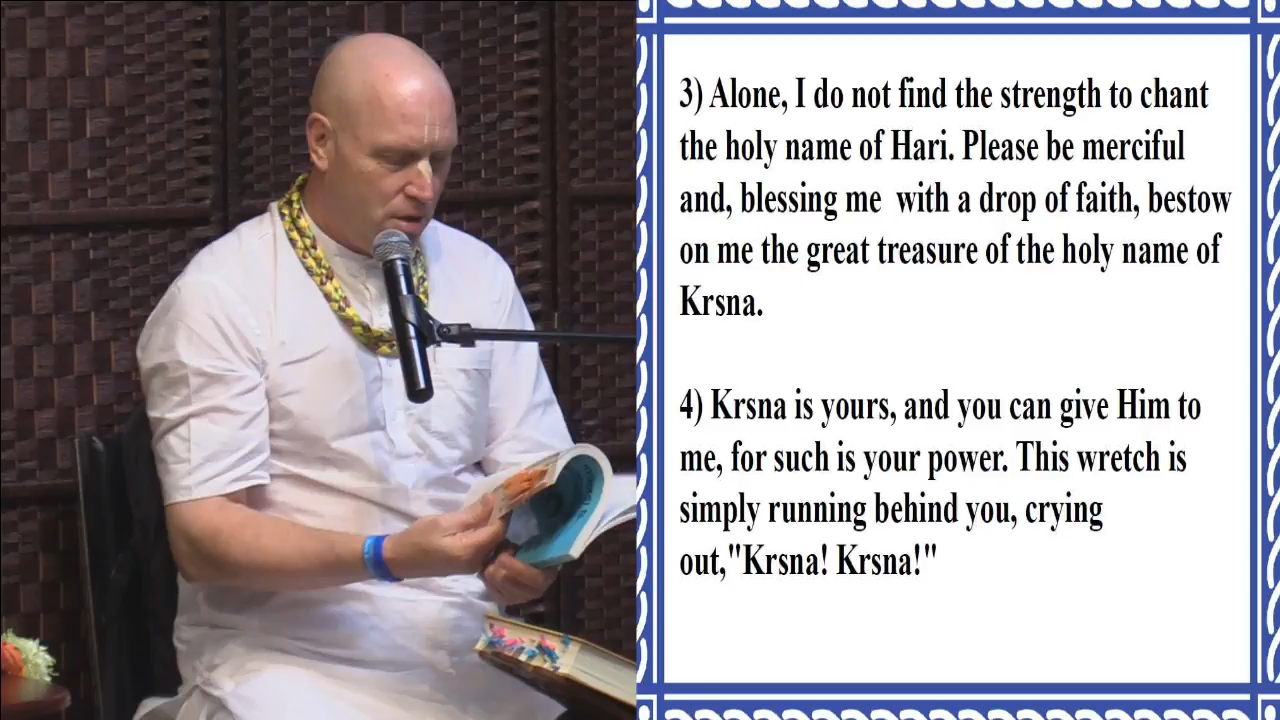 3) Alone, I do not find the strength to chant
the holy name of Hari. Please be merciful
and, blessing me  with a drop of faith, bestow
on me the great treasure of the holy name of
Krsna.
4) Krsna is yours, and you can give Him to
me, for such is your power. This wretch is
simply running behind you, crying
out,"Krsna! Krsna!"